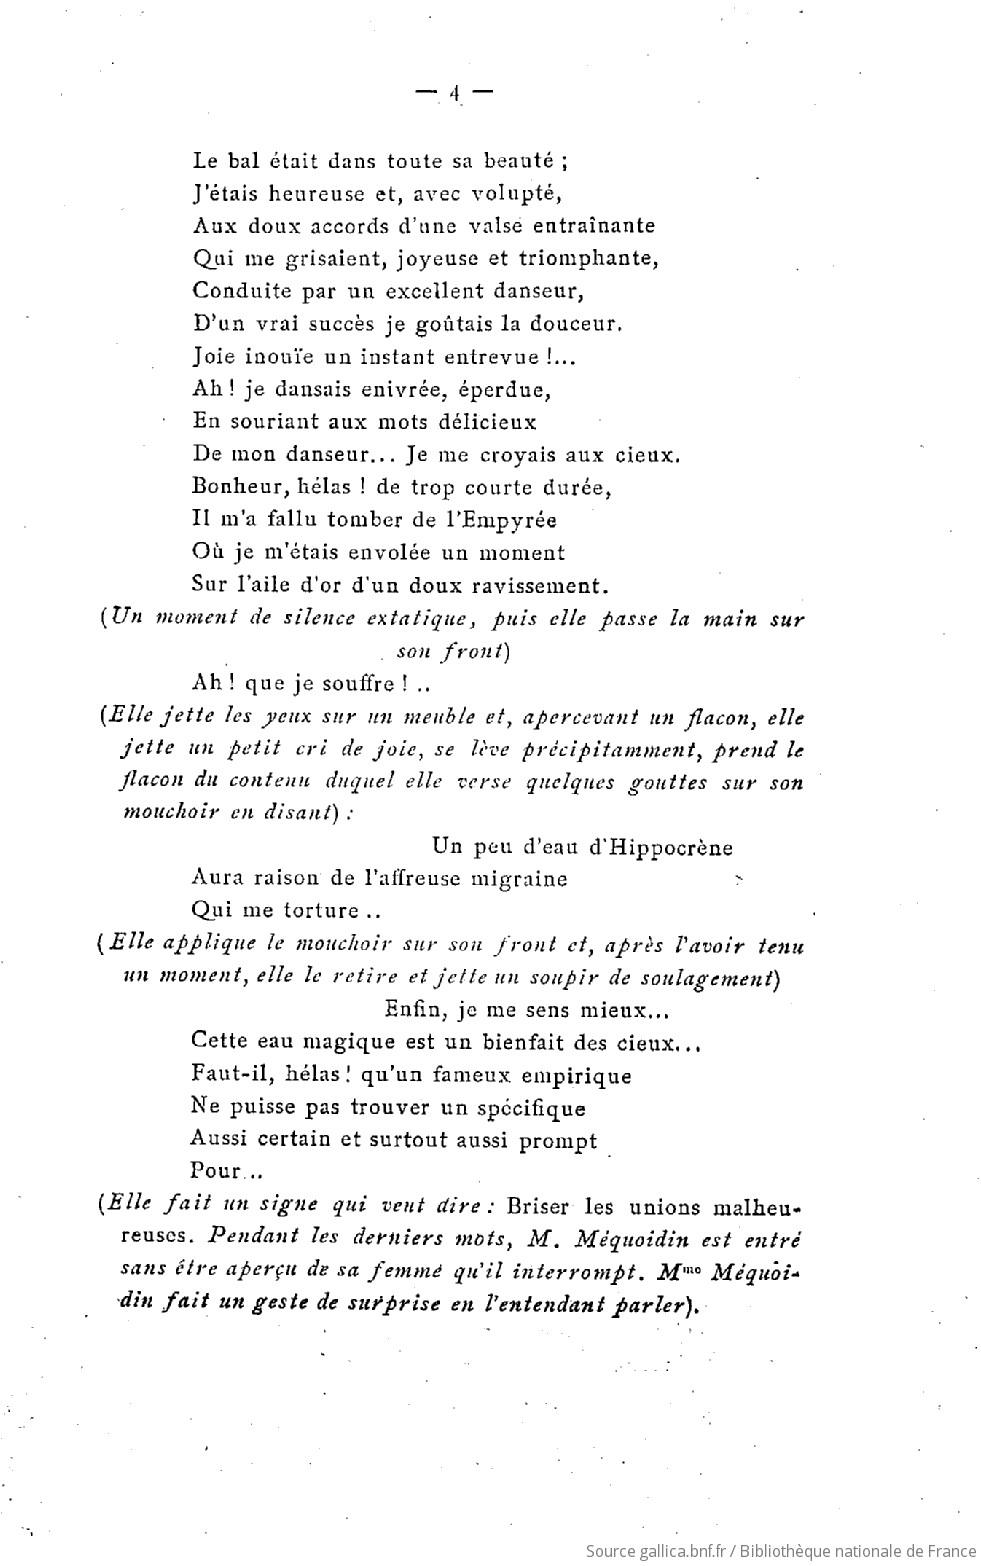 — 4 —
Le bal était dans toute sa beauté ;
J'étais heureuse et, avec volupté,
Aux doux accords d'une valse entraînante
Qui me grisaient, joyeuse et triomphante,
Conduite par un excellent danseur,
D'un vrai succès je goûtais la douceur.
Joie inouïe un instant entrevue !...
Ah ! je dansais enivrée, éperdue,
En souriant aux mots délicieux
De mon danseur... Je me croyais aux cieux.
Bonheur, hélas ! de trop courte durée,
Il m'a fallu tomber de l'Empyrée
Où je m'étais envolée un moment
Sur l'aile d'or d'un doux ravissement.
(Un moment de silence extatique, puis elle passe la main sur
son front)
Ah ! que je souffre ! ..
(Elle jette les yeux sur un meuble et, apercevant un flacon, elle
jette un petit cri de joie, se lève précipitamment, prend le
flacon du contenu duquel elle verse quelques gouttes sur son
mouchoir en disant) :
Un peu d'eau d'Hippocrène
Aura raison de l'affreuse migraine
Qui me torture ..
(Elle applique le mouchoir sur son front et, après l'avoir tenu
un moment, elle le retire et jette un soupir de soulagement)
Enfin, je me sens mieux...
Cette eau magique est un bienfait des cieux...
Faut-il, hélas ! qu'un fameux empirique
Ne puisse pas trouver un spécifique
Aussi certain et surtout aussi prompt
Pour...
(Elle fait un signe qui veut dire : Briser les unions malheu-
reuses. Pendant les derniers mots, M. Méquoidin est entré
sans être aperçu de sa femme qu'il interrompt. Mme Méquoi-
din fait un geste de surprise en l'entendant parler).
Source gallica.bnf.fr / Bibliothèque nationale de France